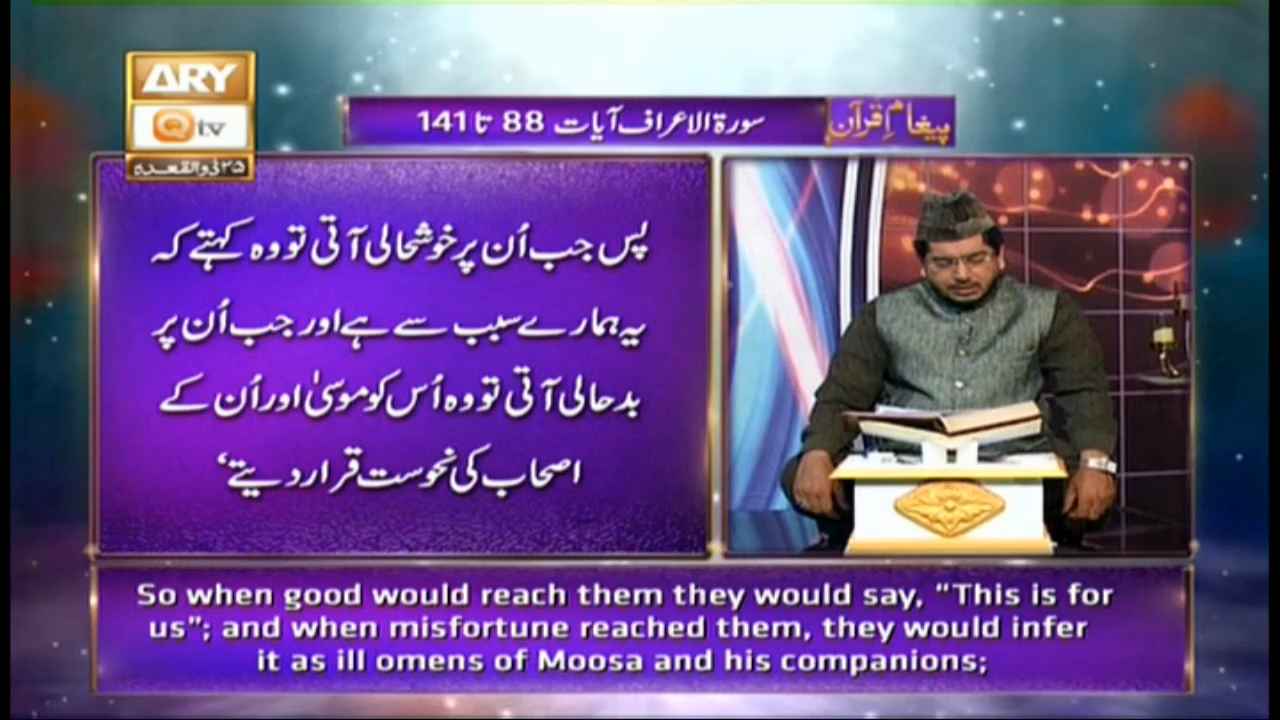 ARY
Qtv
۲۵ ذوالقعدہ
سورۃ الاعراف آیات 88 تا 141
پیغامِ قرآن
پس جب اُن پر خوشحالی آتی تو وہ کہتے کہ
یہ ہمارے سبب سے ہے اور جب اُن پر
بدحالی آتی تو وہ اُس کو موسیٰ اور اُن کے
اصحاب کی نحوست قرار دیتے‘
So when good would reach them they would say, “This is for
us”; and when misfortune reached them, they would infer
it as ill omens of Moosa and his companions;